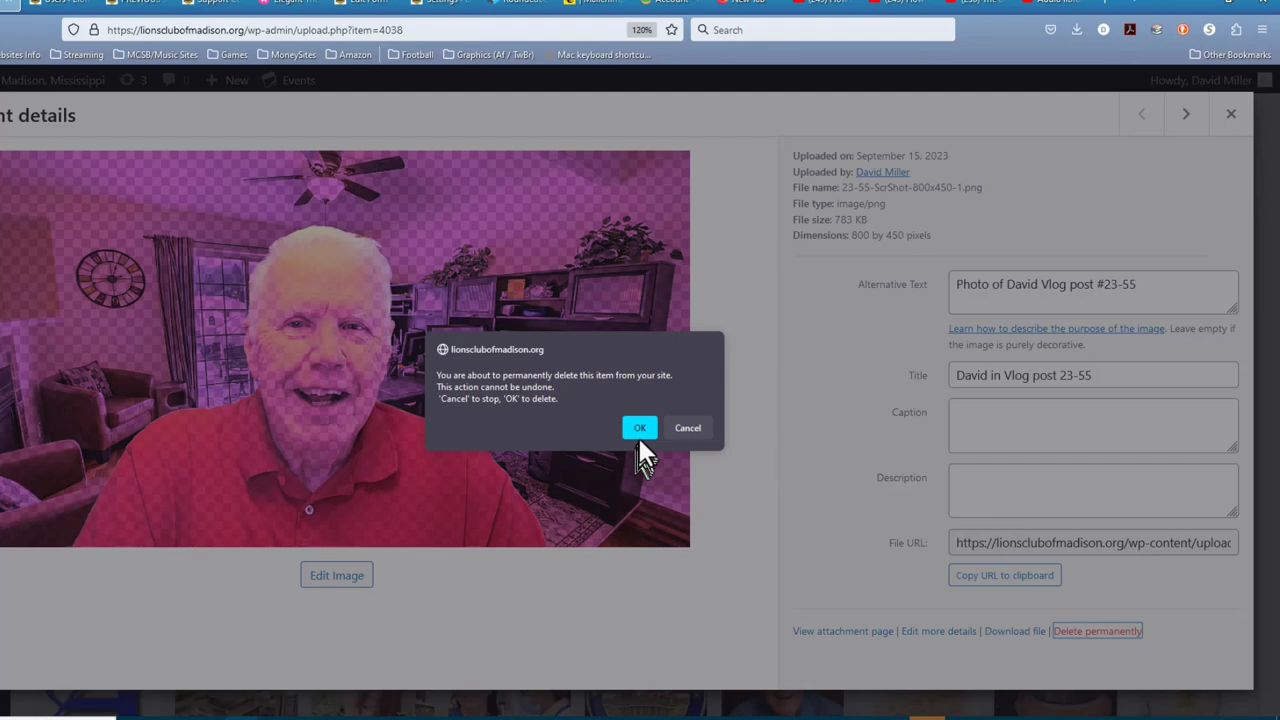 https://lionsclubofmadison.org/wp-admin/upload.php?item=4038
120%
Search
bsites Info
Streaming
MCSB/Music Sites
Games
MoneySites
Amazon
Football
Graphics (Af / TwBr)
Mac keyboard shortcu...
Other Bookmarks
Madison, Mississippi
3
New
Events
Howdy, David Miller
nt details
Uploaded on: September 15, 2023
Uploaded by: David Miller
File name: 23-55-ScrShot-800x450-1.png
File type: image/png
File size: 783 KB
Dimensions: 800 by 450 pixels
Alternative Text
Photo of David Vlog post #23-55
Learn how to describe the purpose of the image. Leave empty if
the image is purely decorative.
Title
David in Vlog post 23-55
Caption
Description
File URL:
https://lionsclubofmadison.org/wp-content/upload
Copy URL to clipboard
View attachment page | Edit more details | Download file | Delete permanently
lionsclubofmadison.org
You are about to permanently delete this item from your site.
This action cannot be undone.
'Cancel' to stop, 'OK' to delete.
OK
Cancel
Edit Image